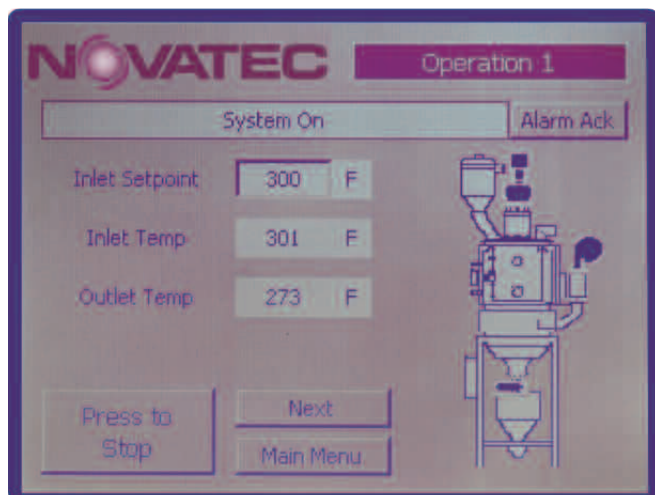 NOVATEC
Operation 1
System On
Alarm Ack
Inlet Setpoint 300 F
Inlet Temp 301 F
Outlet Temp 273 F
Press to
Stop
Next
Main Menu